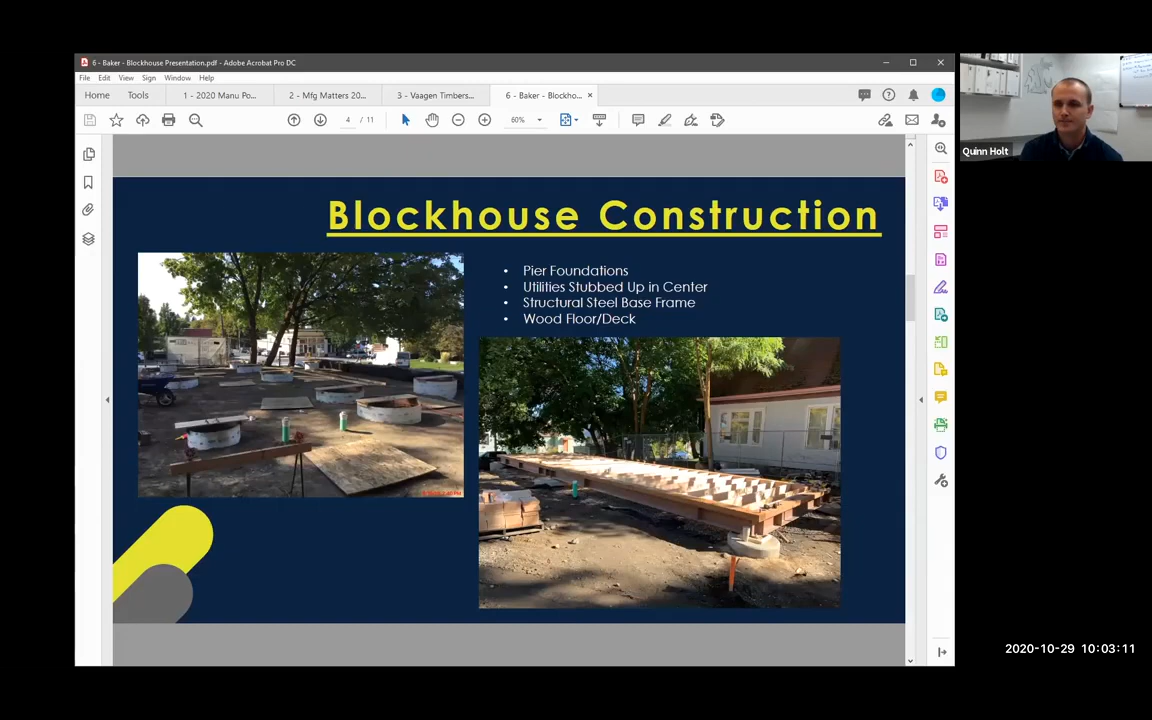 6 - Baker - Blockhouse Presentation.pdf - Adobe Acrobat Pro DC
File Edit View Sign Window Help
Home Tools 1 - 2020 Manu Po... 2 - Mfg Matters 20... 3 - Vaagen Timbers... 6 - Baker - Blockho... ×
4 / 11 60%
Quinn Holt
Blockhouse Construction
• Pier Foundations
• Utilities Stubbed Up in Center
• Structural Steel Base Frame
• Wood Floor/Deck
2020-10-29 10:03:11